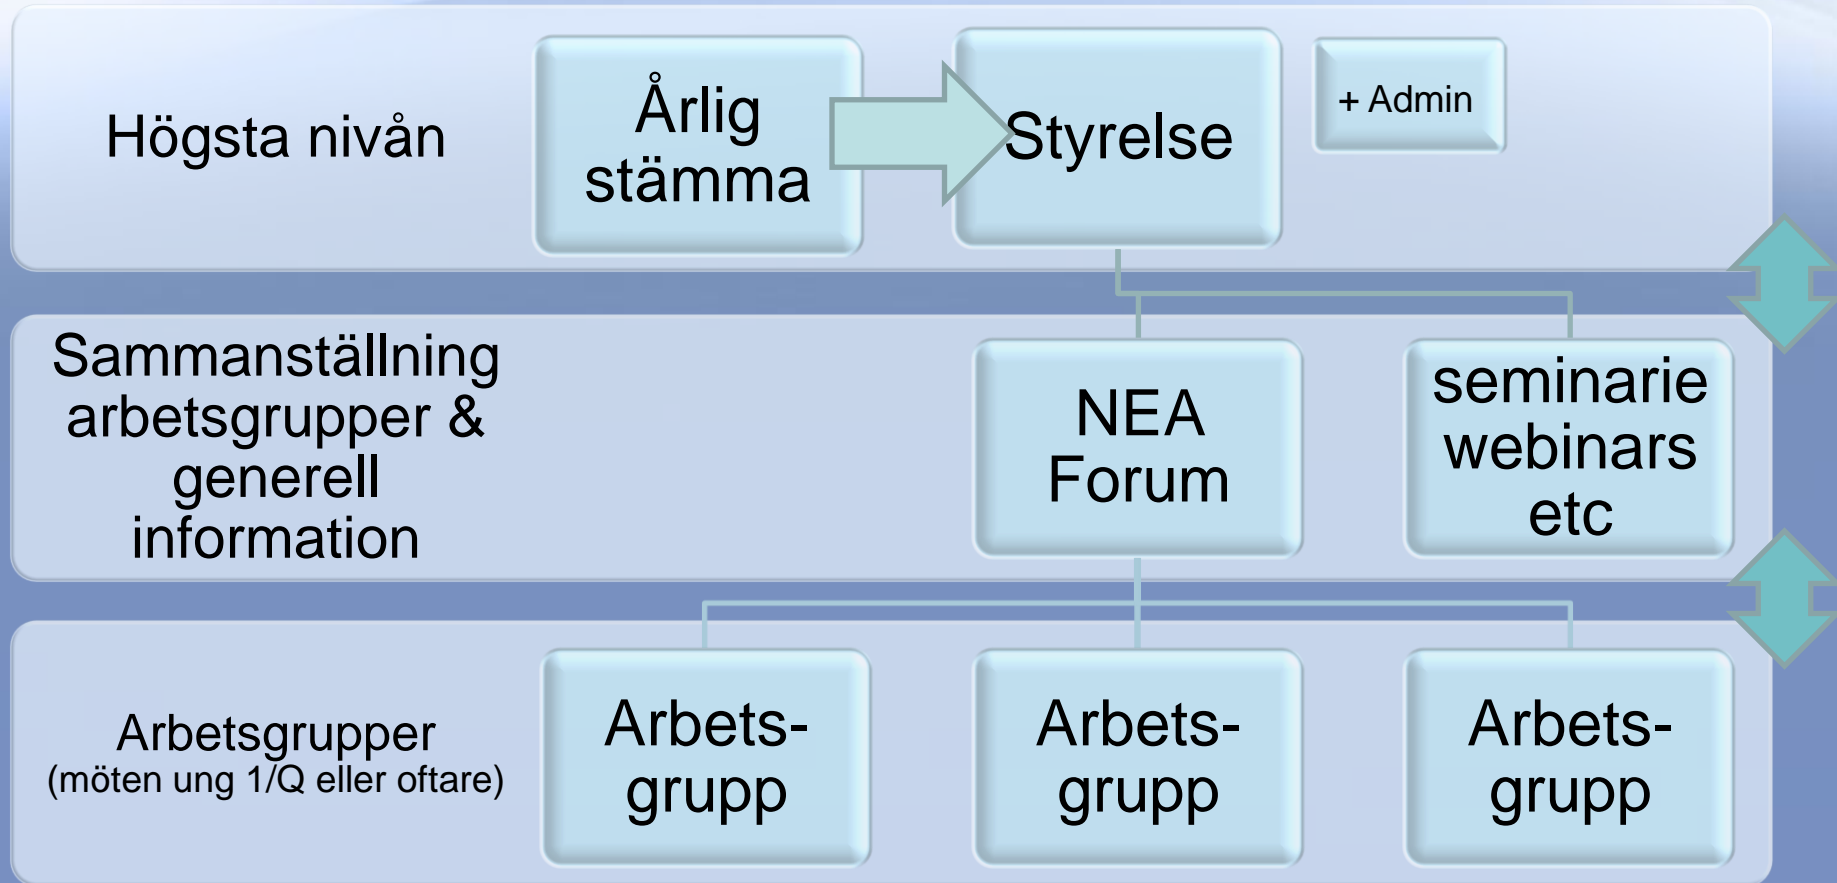 Högsta nivån
Årlig
stämma
Styrelse
+ Admin
Sammanställning
arbetsgrupper &
generell
information
NEA
Forum
seminarie
webinars
etc
Arbetsgrupper
(möten ung 1/Q eller oftare)
Arbets-
grupp
Arbets-
grupp
Arbets-
grupp